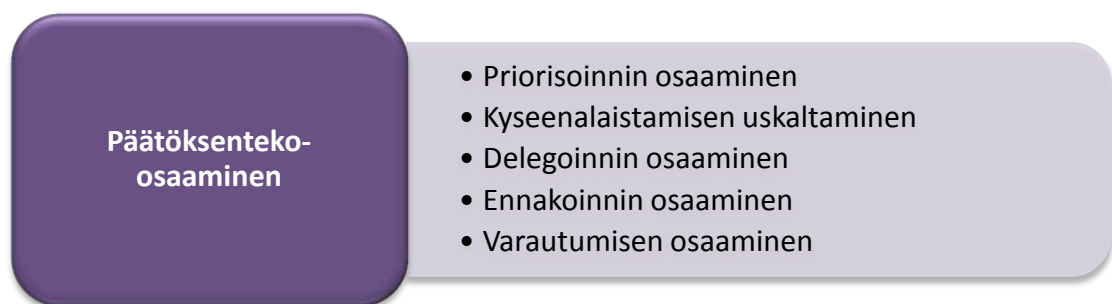 Päätöksenteko-
osaaminen
• Priorisoinnin osaaminen
• Kyseenalaistamisen uskaltaminen
• Delegoinnin osaaminen
• Ennakoinnin osaaminen
• Varautumisen osaaminen